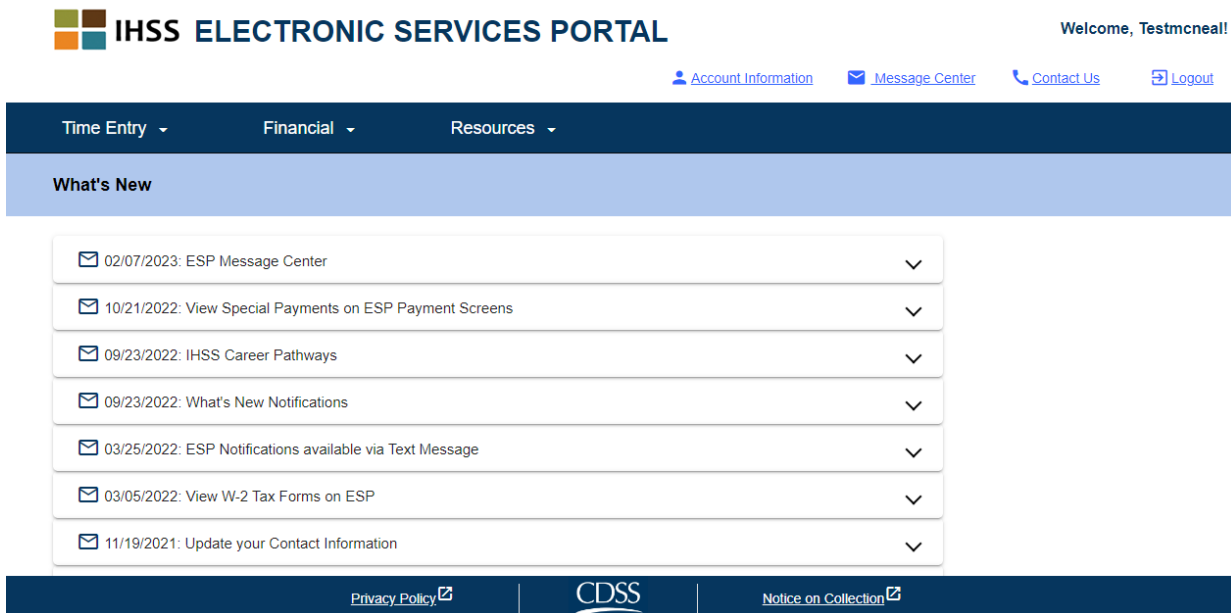 IHSS ELECTRONIC SERVICES PORTAL
Welcome, Testmcneal!
Account Information Message Center Contact Us Logout
Time Entry Financial Resources
What's New
02/07/2023: ESP Message Center
10/21/2022: View Special Payments on ESP Payment Screens
09/23/2022: IHSS Career Pathways
09/23/2022: What's New Notifications
03/25/2022: ESP Notifications available via Text Message
03/05/2022: View W-2 Tax Forms on ESP
11/19/2021: Update your Contact Information
Privacy Policy CDSS Notice on Collection